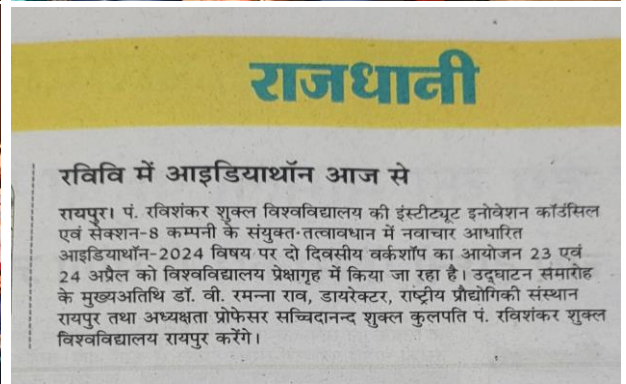 राजधानी
रविवि में आइडियाथॉन आज से
रायपुर। पं. रविशंकर शुक्ल विश्वविद्यालय की इंस्टीट्यूट इनोवेशन कॉउंसिल
एवं सेक्शन-8 कम्पनी के संयुक्त तत्वावधान में नवाचार आधारित
आइडियाथॉन-2024 विषय पर दो दिवसीय वर्कशॉप का आयोजन 23 एवं
24 अप्रैल को विश्वविद्यालय प्रेक्षागृह में किया जा रहा है। उद्घाटन समारोह
के मुख्यअतिथि डॉ. वी. रमन्ना राव, डायरेक्टर, राष्ट्रीय प्रौद्योगिकी संस्थान
रायपुर तथा अध्यक्षता प्रोफेसर सच्चिदानन्द शुक्ल कुलपति पं. रविशंकर शुक्ल
विश्वविद्यालय रायपुर करेंगे।